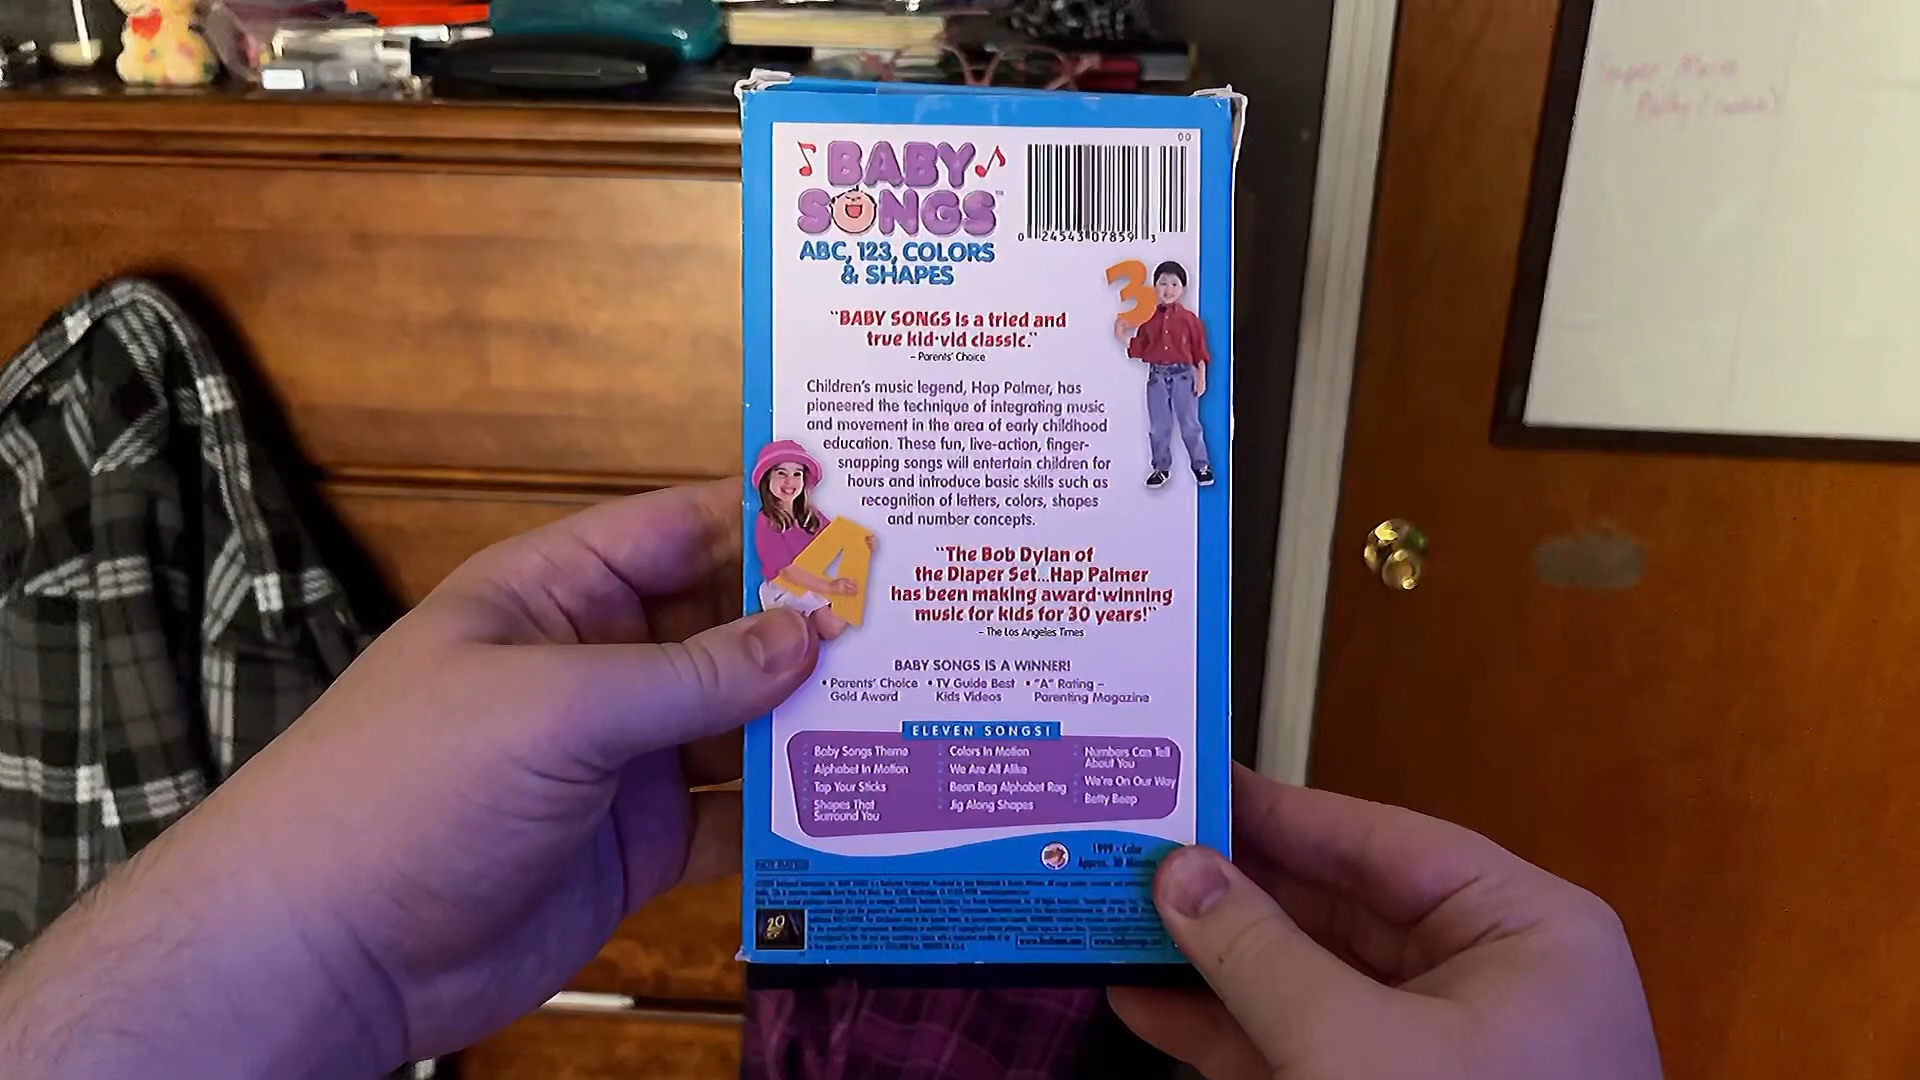 BABY
SONGS™
ABC, 123, COLORS
& SHAPES
00
0 24543 07859 3
3
"BABY SONGS is a tried and
true kid-vid classic."
– Parents' Choice
Children's music legend, Hap Palmer, has
pioneered the technique of integrating music
and movement in the area of early childhood
education. These fun, live-action, finger-
snapping songs will entertain children for
hours and introduce basic skills such as
recognition of letters, colors, shapes
and number concepts.
A
"The Bob Dylan of
the Diaper Set...Hap Palmer
has been making award-winning
music for kids for 30 years!"
– The Los Angeles Times
BABY SONGS IS A WINNER!
• Parents' Choice
Gold Award
• TV Guide Best
Kids Videos
• "A" Rating –
Parenting Magazine
ELEVEN SONGS!
Baby Songs Theme
Alphabet In Motion
Tap Your Sticks
Shapes That
Surround You
Colors In Motion
We Are All Alike
Bean Bag Alphabet Rag
Jig Along Shapes
Numbers Can Tell
About You
We're On Our Way
Betty Beep
1999 • Color
Approx. 30 Minutes
NOT RATED
20
Super Mario